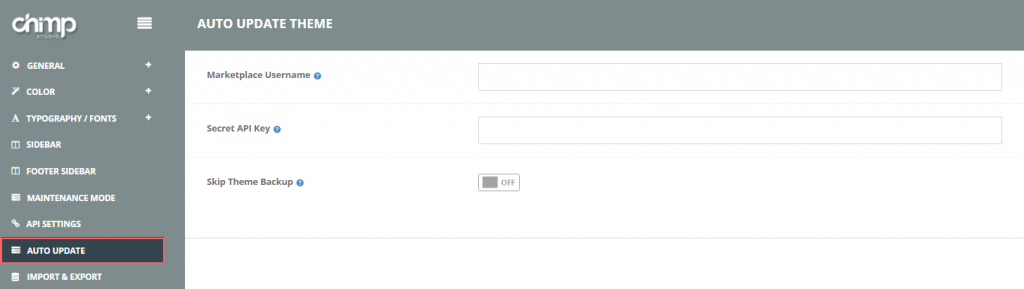 chimp
STUDIO
AUTO UPDATE THEME
GENERAL +
COLOR +
TYPOGRAPHY / FONTS +
SIDEBAR
FOOTER SIDEBAR
MAINTENANCE MODE
API SETTINGS
AUTO UPDATE
IMPORT & EXPORT
Marketplace Username ?
Secret API Key ?
Skip Theme Backup ?
OFF